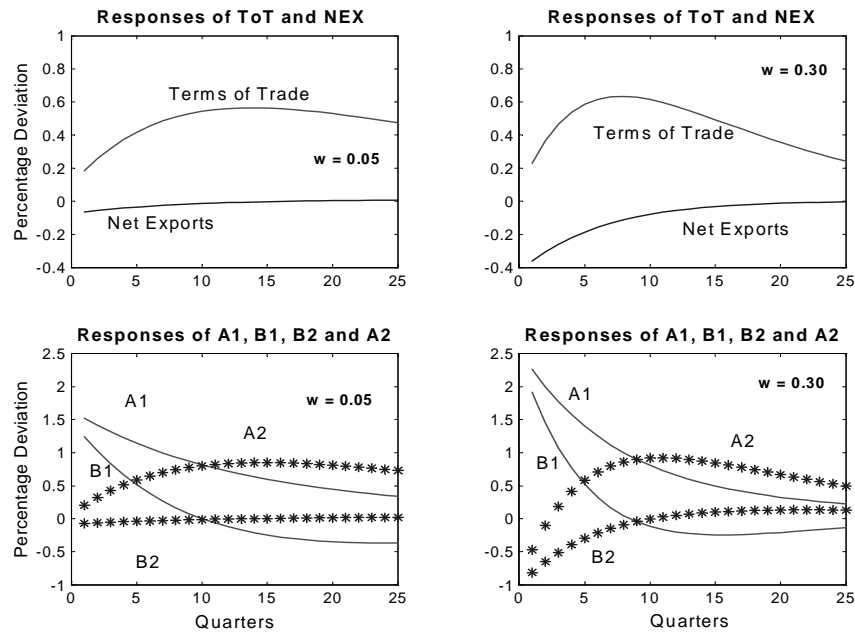 Responses of ToT and NEX
Percentage Deviation
1
0.8
0.6
0.4
0.2
0
-0.2
-0.4
Terms of Trade
w = 0.05
Net Exports
0 5 10 15 20 25
Responses of ToT and NEX
1
0.8
0.6
0.4
0.2
0
-0.2
-0.4
w = 0.30
Terms of Trade
Net Exports
0 5 10 15 20 25
Responses of A1, B1, B2 and A2
Percentage Deviation
2.5
2
1.5
1
0.5
0
-0.5
-1
A1
w = 0.05
A2
B1
B2
0 5 10 15 20 25
Quarters
Responses of A1, B1, B2 and A2
2.5
2
1.5
1
0.5
0
-0.5
-1
A1
w = 0.30
A2
B1
B2
0 5 10 15 20 25
Quarters